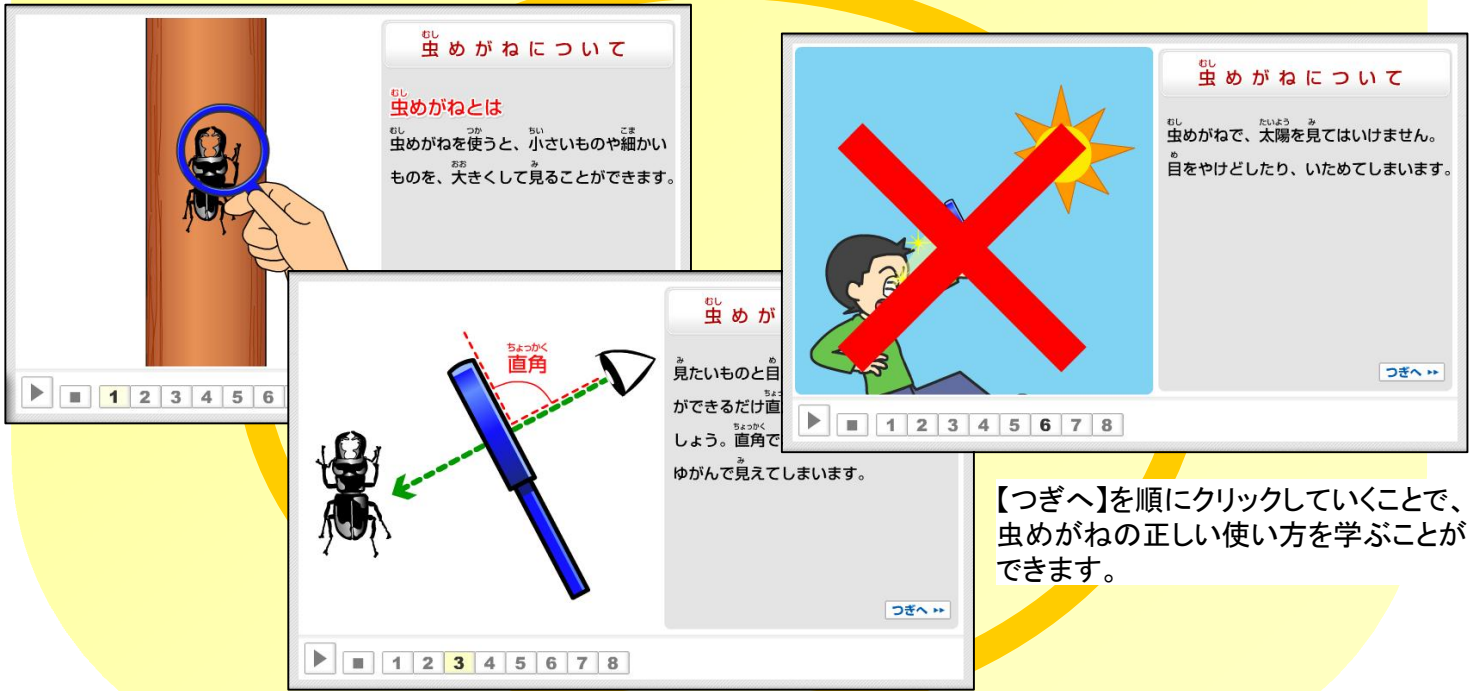 虫めがねについて
虫めがねとは
虫めがねを使うと、小さいものや細かい
ものを、大きくして見ることができます。
1 2 3 4 5 6
虫めが
直角
見たいものと目
ができるだけ直
しょう。直角で
ゆがんで見えてしまいます。
つぎへ
1 2 3 4 5 6 7 8
虫めがねについて
虫めがねで、太陽を見てはいけません。
目をやけどしたり、いためてしまいます。
つぎへ
1 2 3 4 5 6 7 8
【つぎへ】を順にクリックしていくことで、
虫めがねの正しい使い方を学ぶことが
できます。